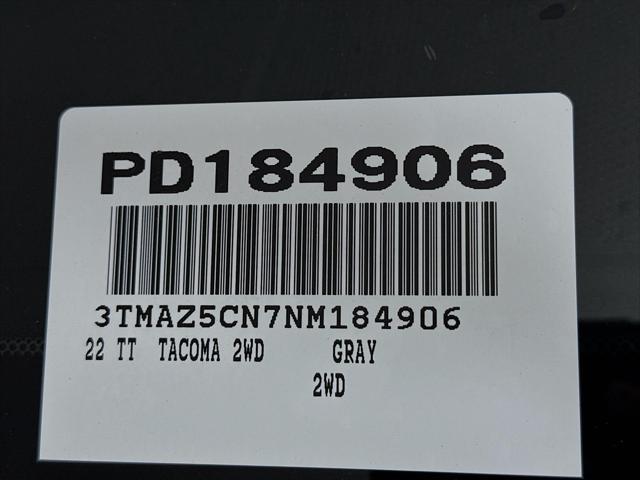 PD184906
3TMAZ5CN7NM184906
22 TT TACOMA 2WD GRAY
2WD